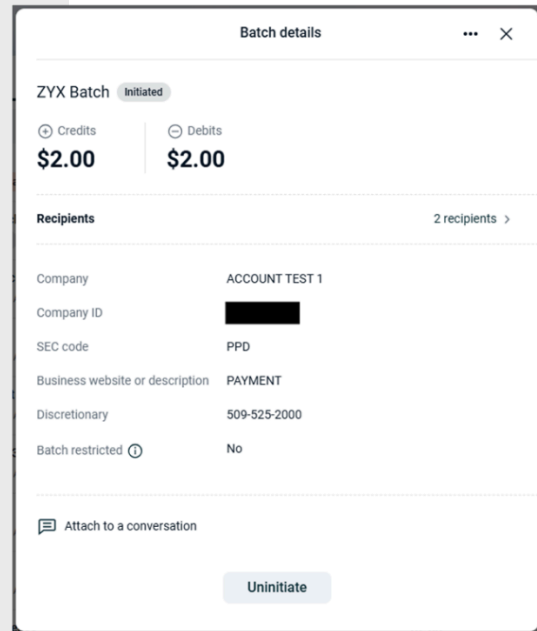 Batch details
ZYX Batch Initiated
Credits Debits
$2.00 $2.00
Recipients 2 recipients
Company ACCOUNT TEST 1
Company ID
SEC code PPD
Business website or description PAYMENT
Discretionary 509-525-2000
Batch restricted No
Attach to a conversation
Uninitiate